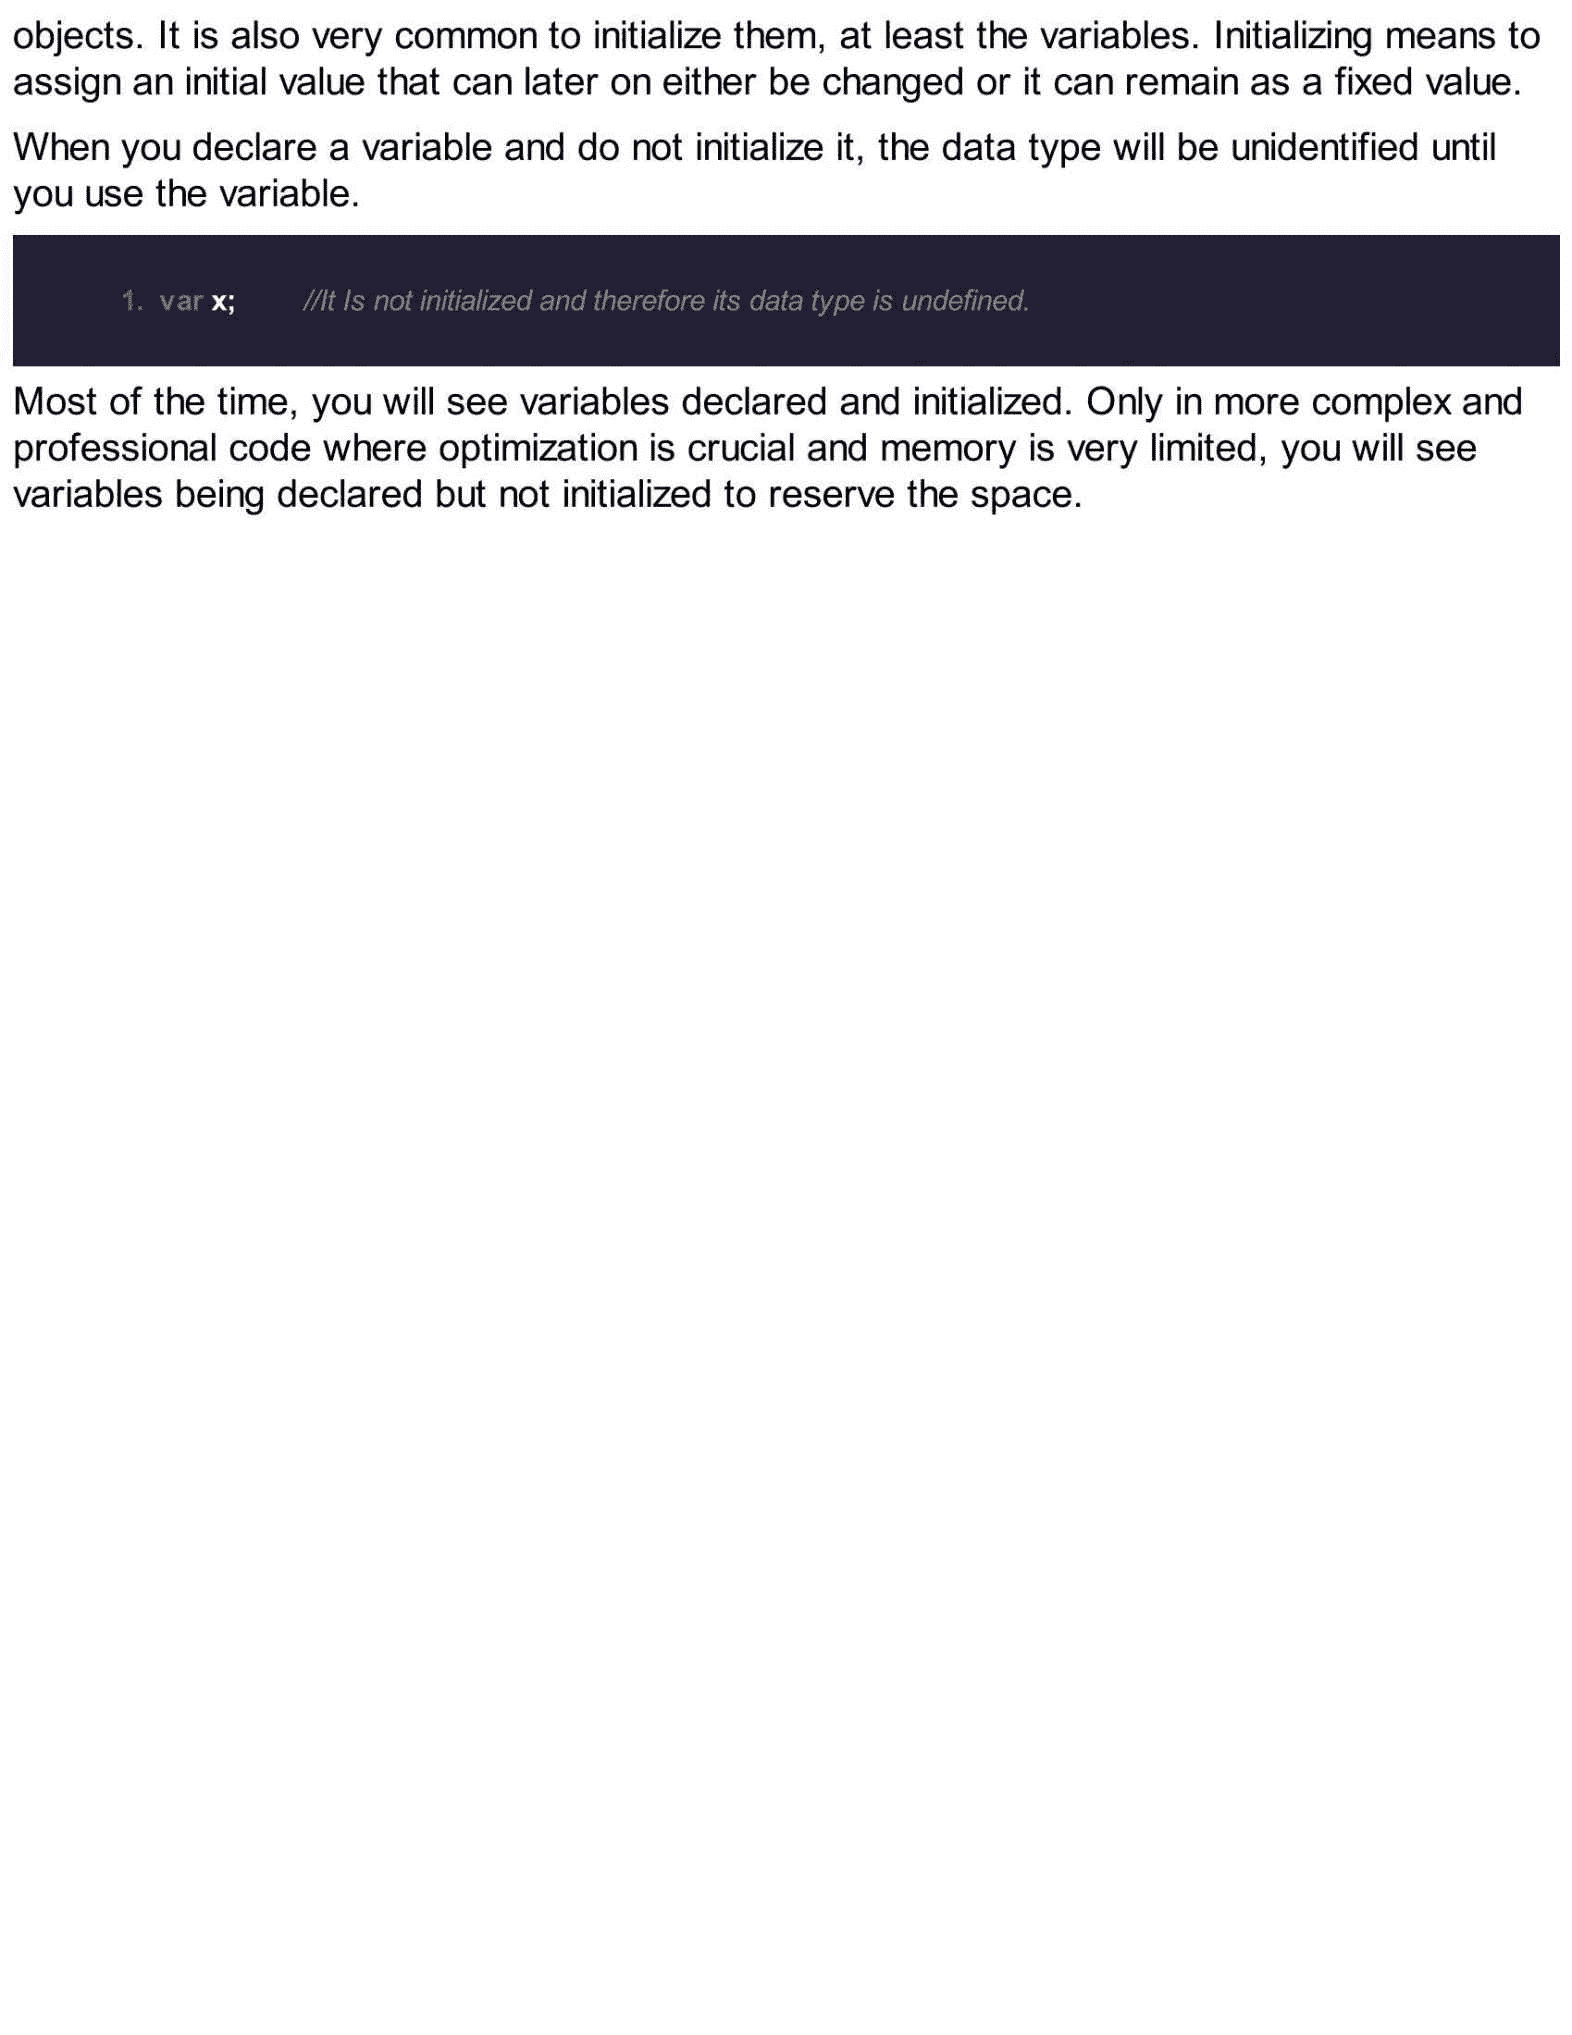 objects. It is also very common to initialize them, at least the variables. Initializing means to
assign an initial value that can later on either be changed or it can remain as a fixed value.
When you declare a variable and do not initialize it, the data type will be unidentified until
you use the variable.
1. var x; //It Is not initialized and therefore its data type is undefined.
Most of the time, you will see variables declared and initialized. Only in more complex and
professional code where optimization is crucial and memory is very limited, you will see
variables being declared but not initialized to reserve the space.